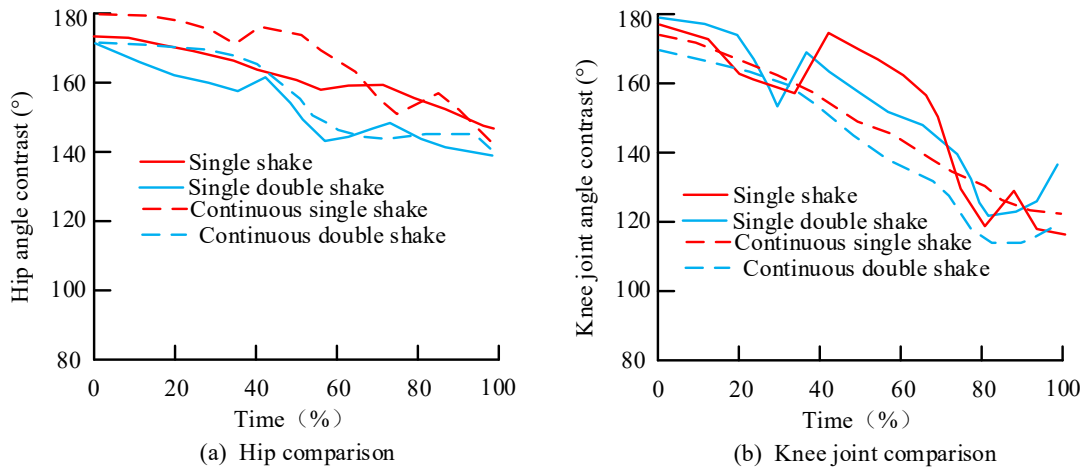 Hip angle contrast (°)
180
160
140
120
100
80
0
20
40
60
80
100
Single shake
Single double shake
Continuous single shake
Continuous double shake
Time（%）
(a) Hip comparison
Knee joint angle contrast (°)
180
160
140
120
100
80
0
20
40
60
80
100
Single shake
Single double shake
Continuous single shake
Continuous double shake
Time（%）
(b) Knee joint comparison